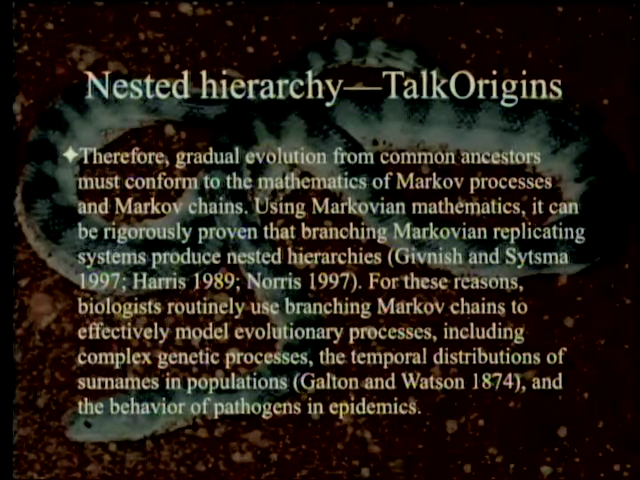 Nested hierarchy—TalkOrigins
✦Therefore, gradual evolution from common ancestors
must conform to the mathematics of Markov processes
and Markov chains. Using Markovian mathematics, it can
be rigorously proven that branching Markovian replicating
systems produce nested hierarchies (Givnish and Sytsma
1997; Harris 1989; Norris 1997). For these reasons,
biologists routinely use branching Markov chains to
effectively model evolutionary processes, including
complex genetic processes, the temporal distributions of
surnames in populations (Galton and Watson 1874), and
the behavior of pathogens in epidemics.